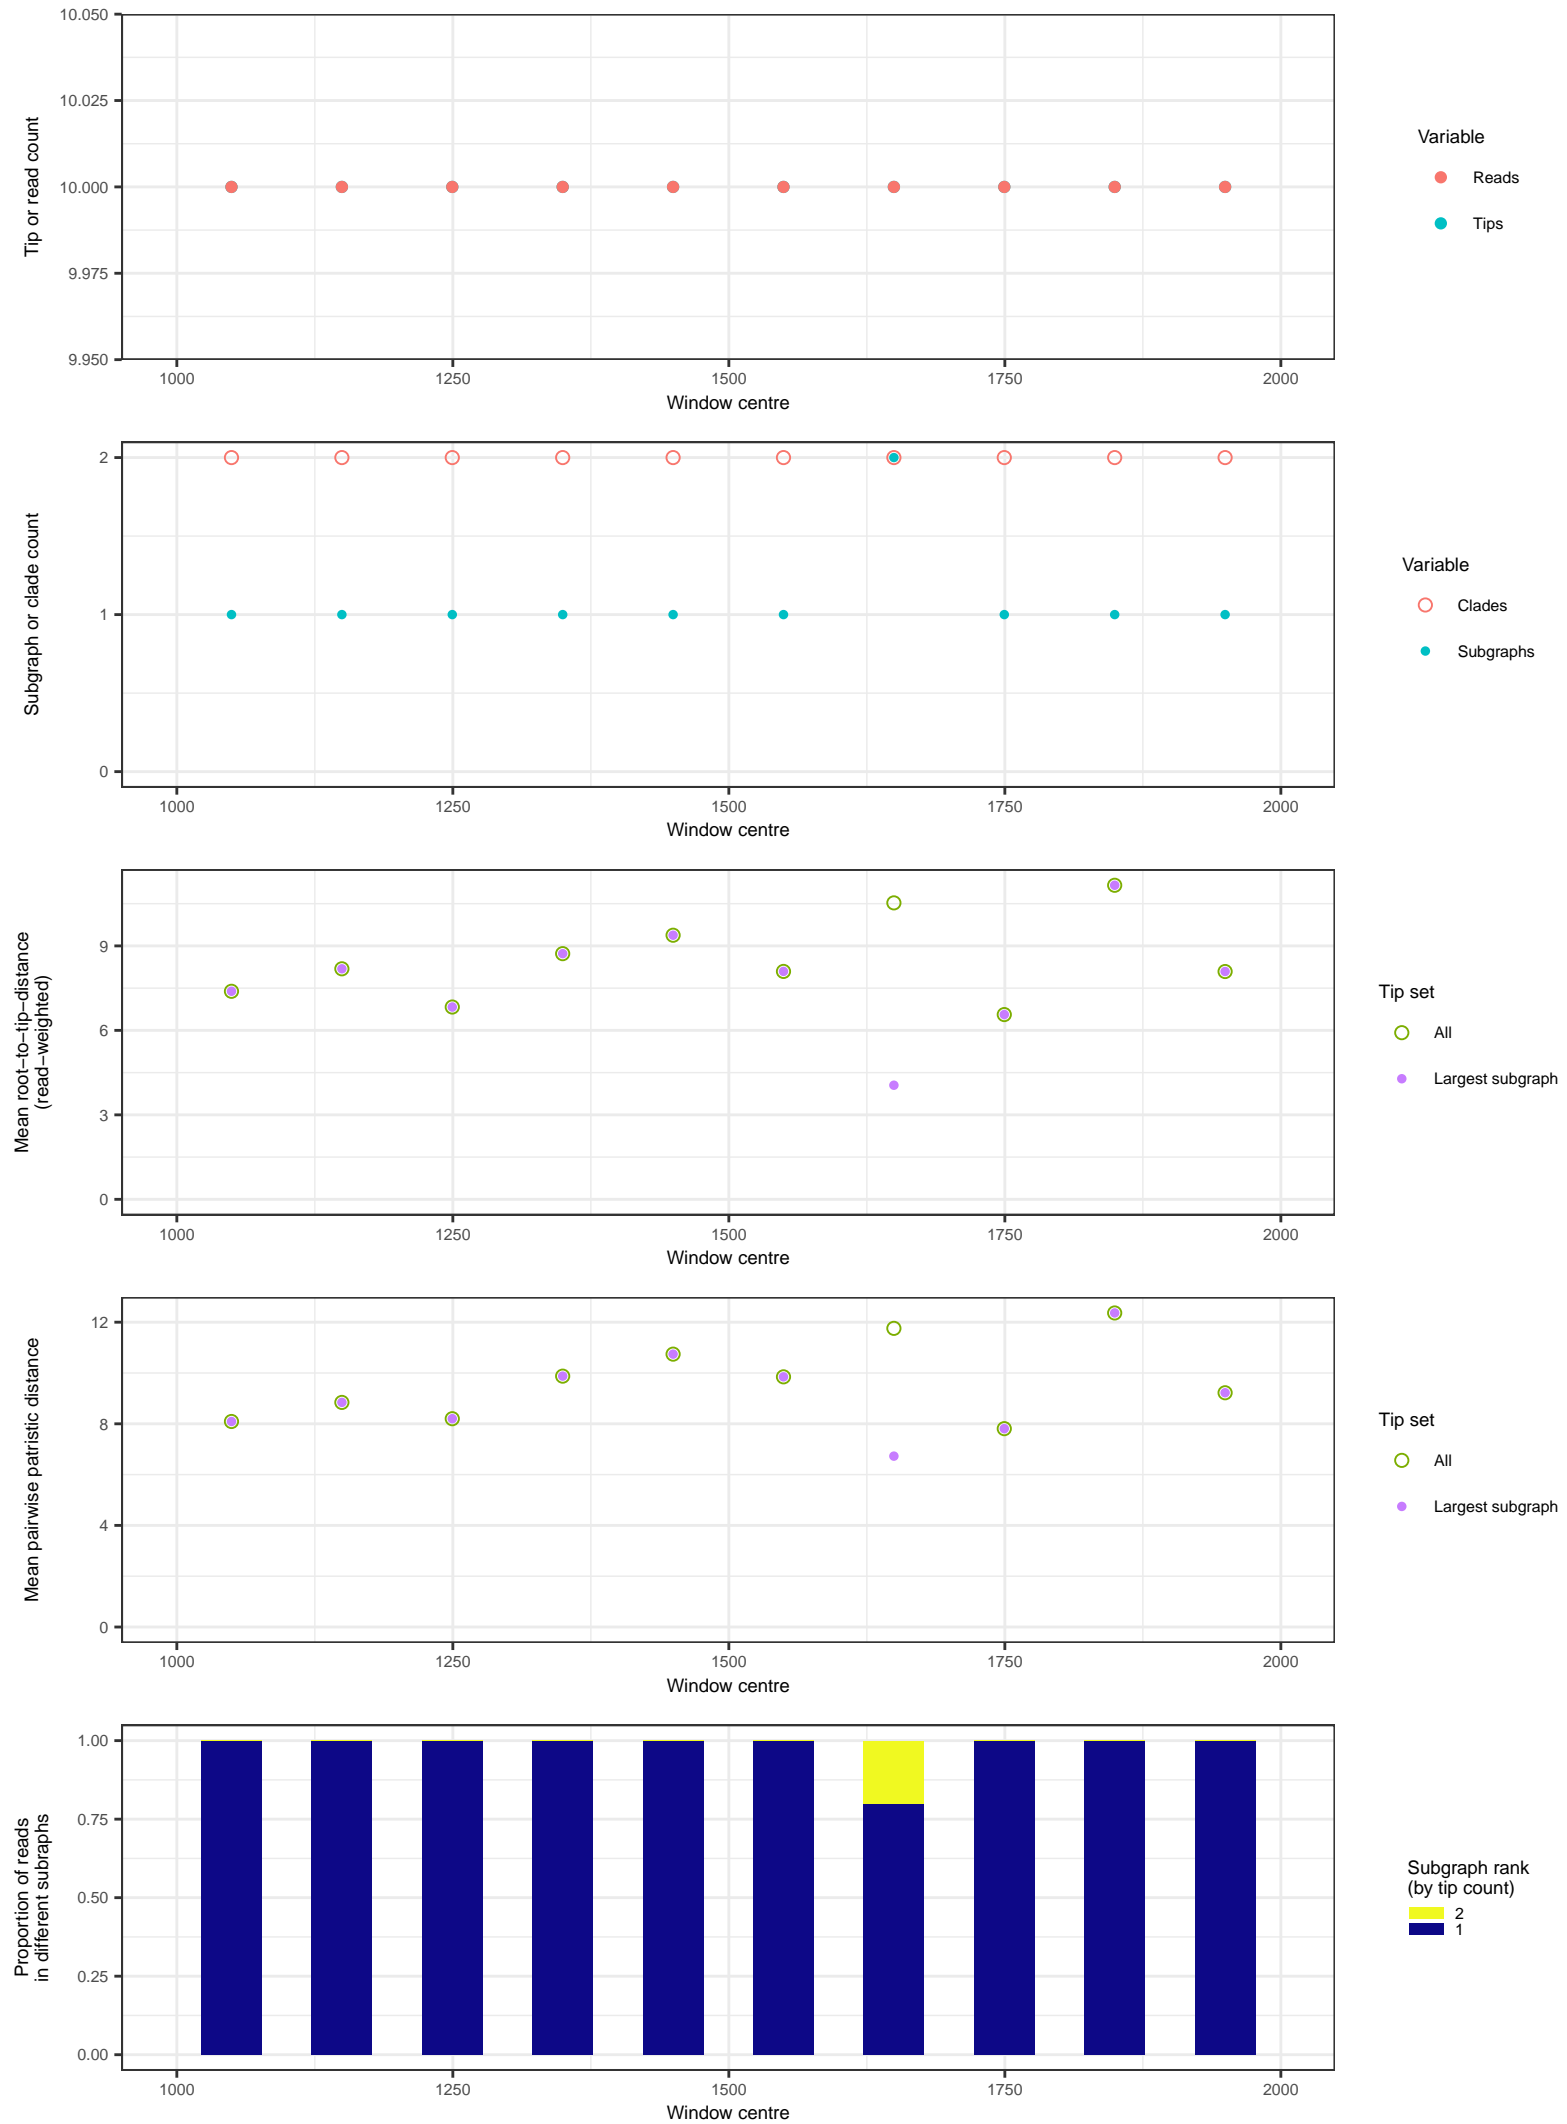 10.050
10.025
10.000
9.975
9.950
Tip or read count
1000 1250 1500 1750 2000
Window centre
Variable
Reads
Tips
2
1
0
Subgraph or clade count
1000 1250 1500 1750 2000
Window centre
Variable
Clades
Subgraphs
9
6
3
0
Mean root−to−tip−distance
(read−weighted)
1000 1250 1500 1750 2000
Window centre
Tip set
All
Largest subgraph
12
8
4
0
Mean pairwise patristic distance
1000 1250 1500 1750 2000
Window centre
Tip set
All
Largest subgraph
1.00
0.75
0.50
0.25
0.00
Proportion of reads
in different subraphs
1000 1250 1500 1750 2000
Window centre
Subgraph rank
(by tip count)
2
1